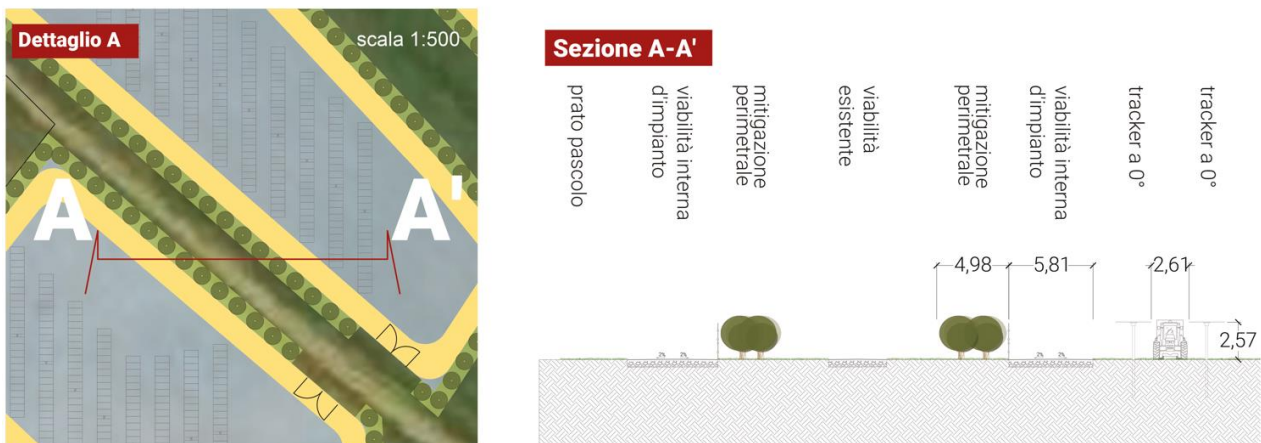 Dettaglio A
scala 1:500
A
A'
Sezione A-A'
prato pascolo
viabilità interna
d'impianto
mitigazione
perimetrale
viabilità
esistente
mitigazione
perimetrale
viabilità interna
d'impianto
tracker a 0°
tracker a 0°
4,98
5,81
2,61
2,57